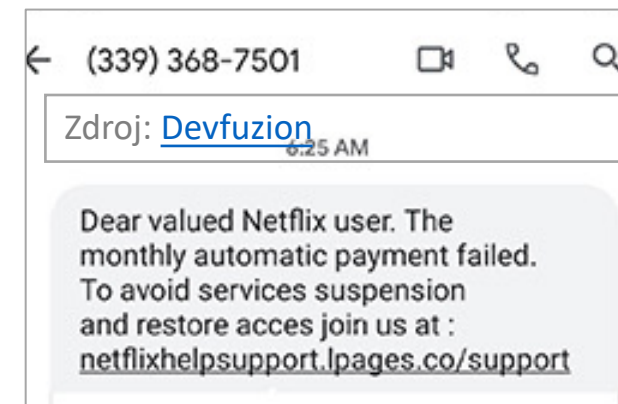 (339) 368-7501
Zdroj: Devfuzion
6:25 AM
Dear valued Netflix user. The
monthly automatic payment failed.
To avoid services suspension
and restore acces join us at :
netflixhelpsupport.lpages.co/support